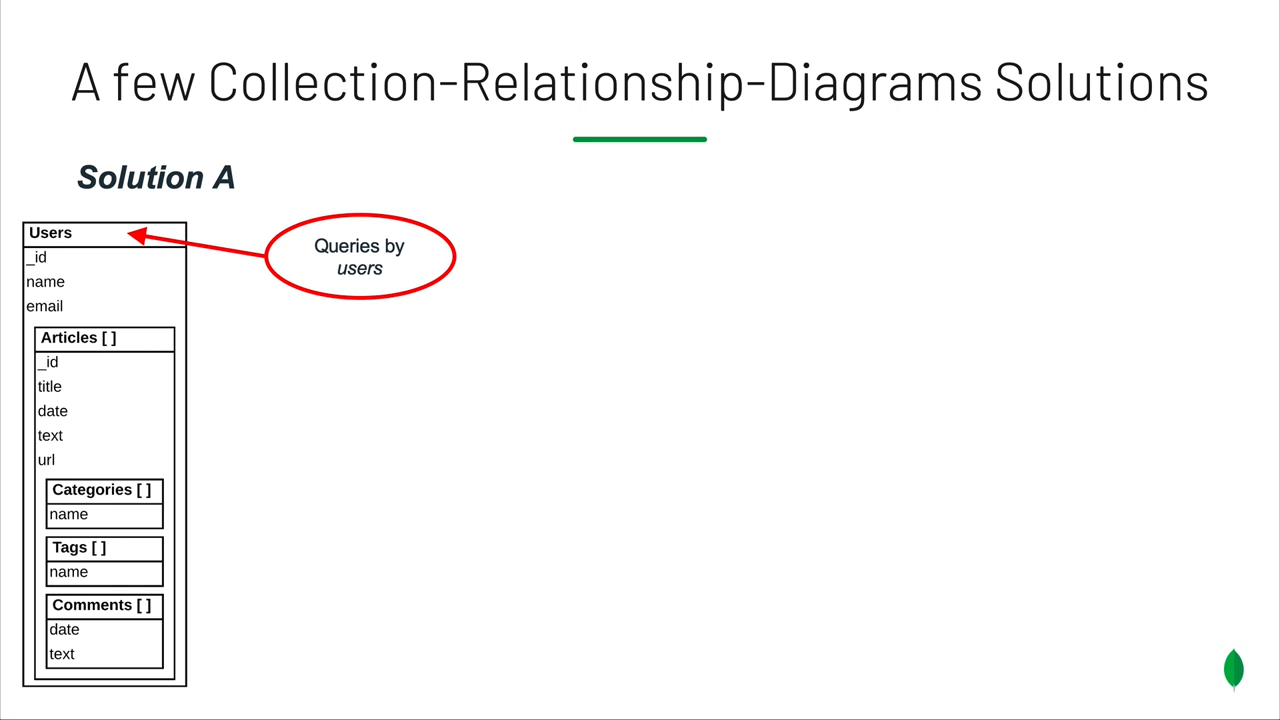 A few Collection-Relationship-Diagrams Solutions
Solution A
Users
_id
name
email
Articles [ ]
_id
title
date
text
url
Categories [ ]
name
Tags [ ]
name
Comments [ ]
date
text
Queries by
users